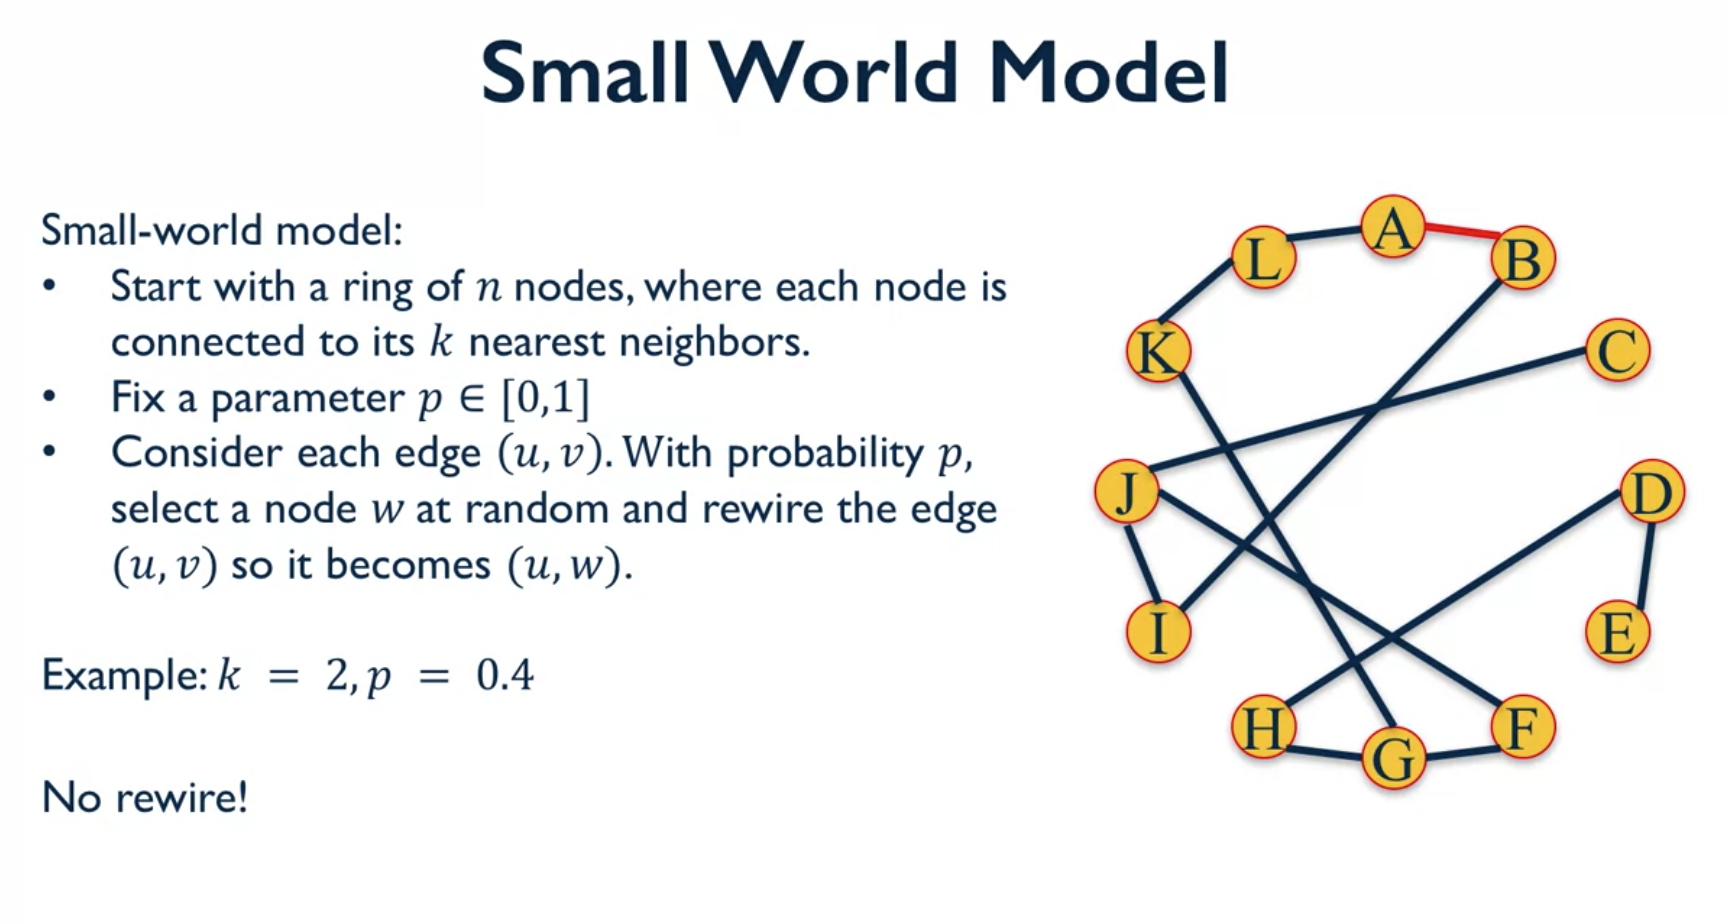 Small World Model
Small-world model:
• Start with a ring of n nodes, where each node is
connected to its k nearest neighbors.
• Fix a parameter p ∈ [0,1]
• Consider each edge (u, v). With probability p,
select a node w at random and rewire the edge
(u, v) so it becomes (u, w).
Example: k = 2, p = 0.4
No rewire!
A
L
B
K
C
J
D
I
E
H
F
G